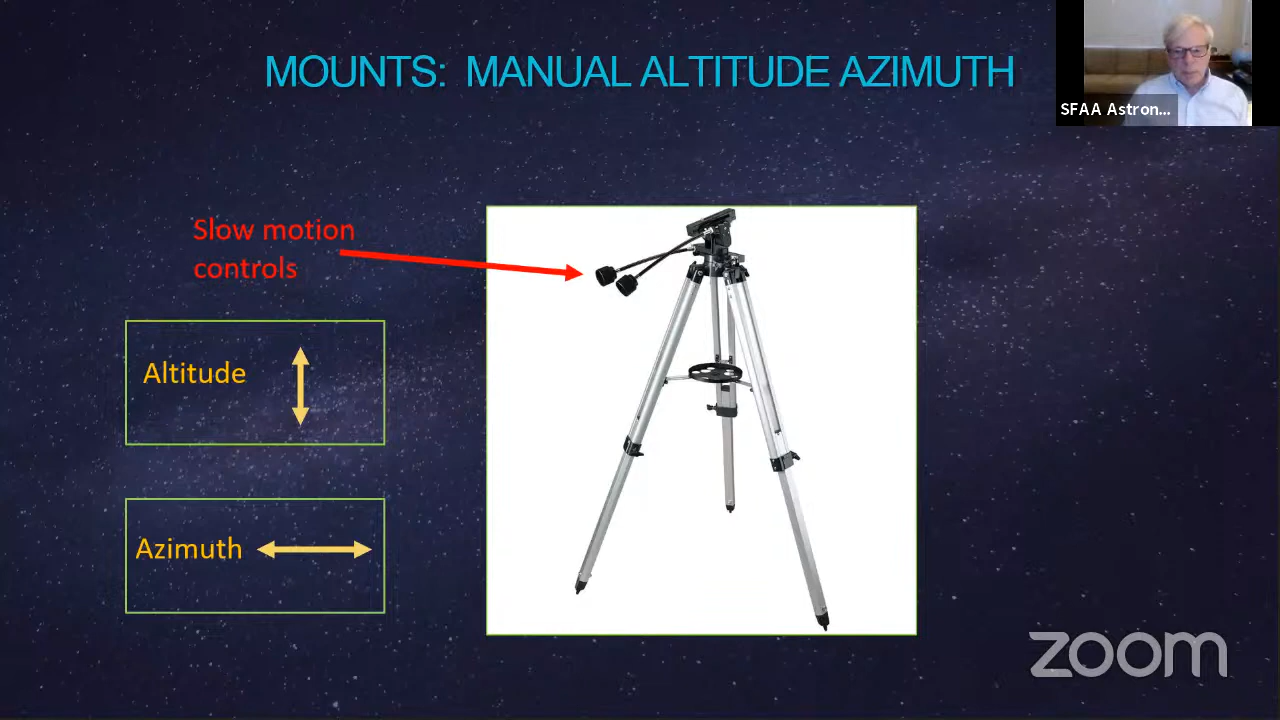 MOUNTS: MANUAL ALTITUDE AZIMUTH
SFAA Astron...
Slow motion
controls
Altitude
Azimuth
zoom